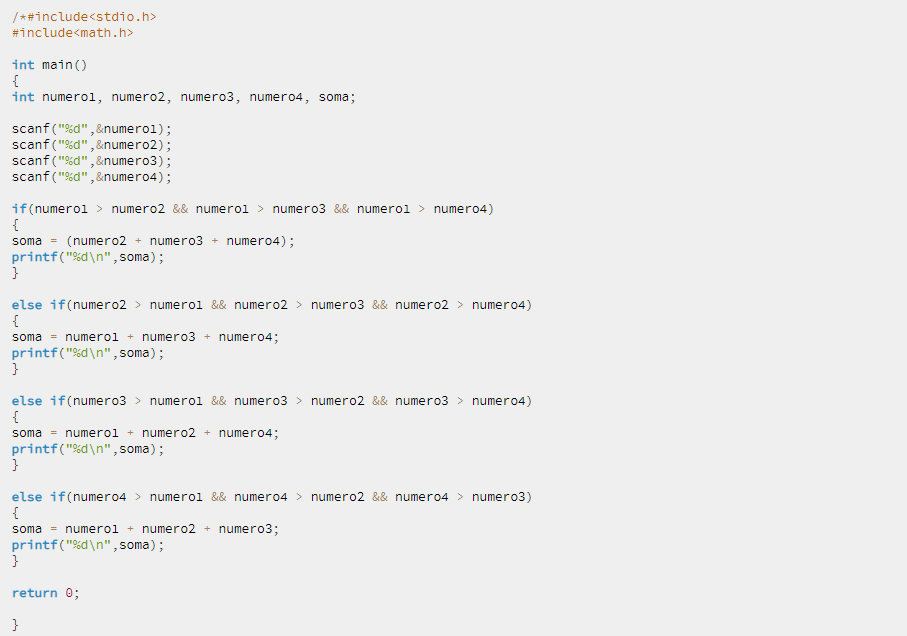 /*#include<stdio.h>
#include<math.h>
int main()
{
int numero1, numero2, numero3, numero4, soma;
scanf("%d",&numero1);
scanf("%d",&numero2);
scanf("%d",&numero3);
scanf("%d",&numero4);
if(numero1 > numero2 && numero1 > numero3 && numero1 > numero4)
{
soma = (numero2 + numero3 + numero4);
printf("%d\n",soma);
}
else if(numero2 > numero1 && numero2 > numero3 && numero2 > numero4)
{
soma = numero1 + numero3 + numero4;
printf("%d\n",soma);
}
else if(numero3 > numero1 && numero3 > numero2 && numero3 > numero4)
{
soma = numero1 + numero2 + numero4;
printf("%d\n",soma);
}
else if(numero4 > numero1 && numero4 > numero2 && numero4 > numero3)
{
soma = numero1 + numero2 + numero3;
printf("%d\n",soma);
}
return 0;
}